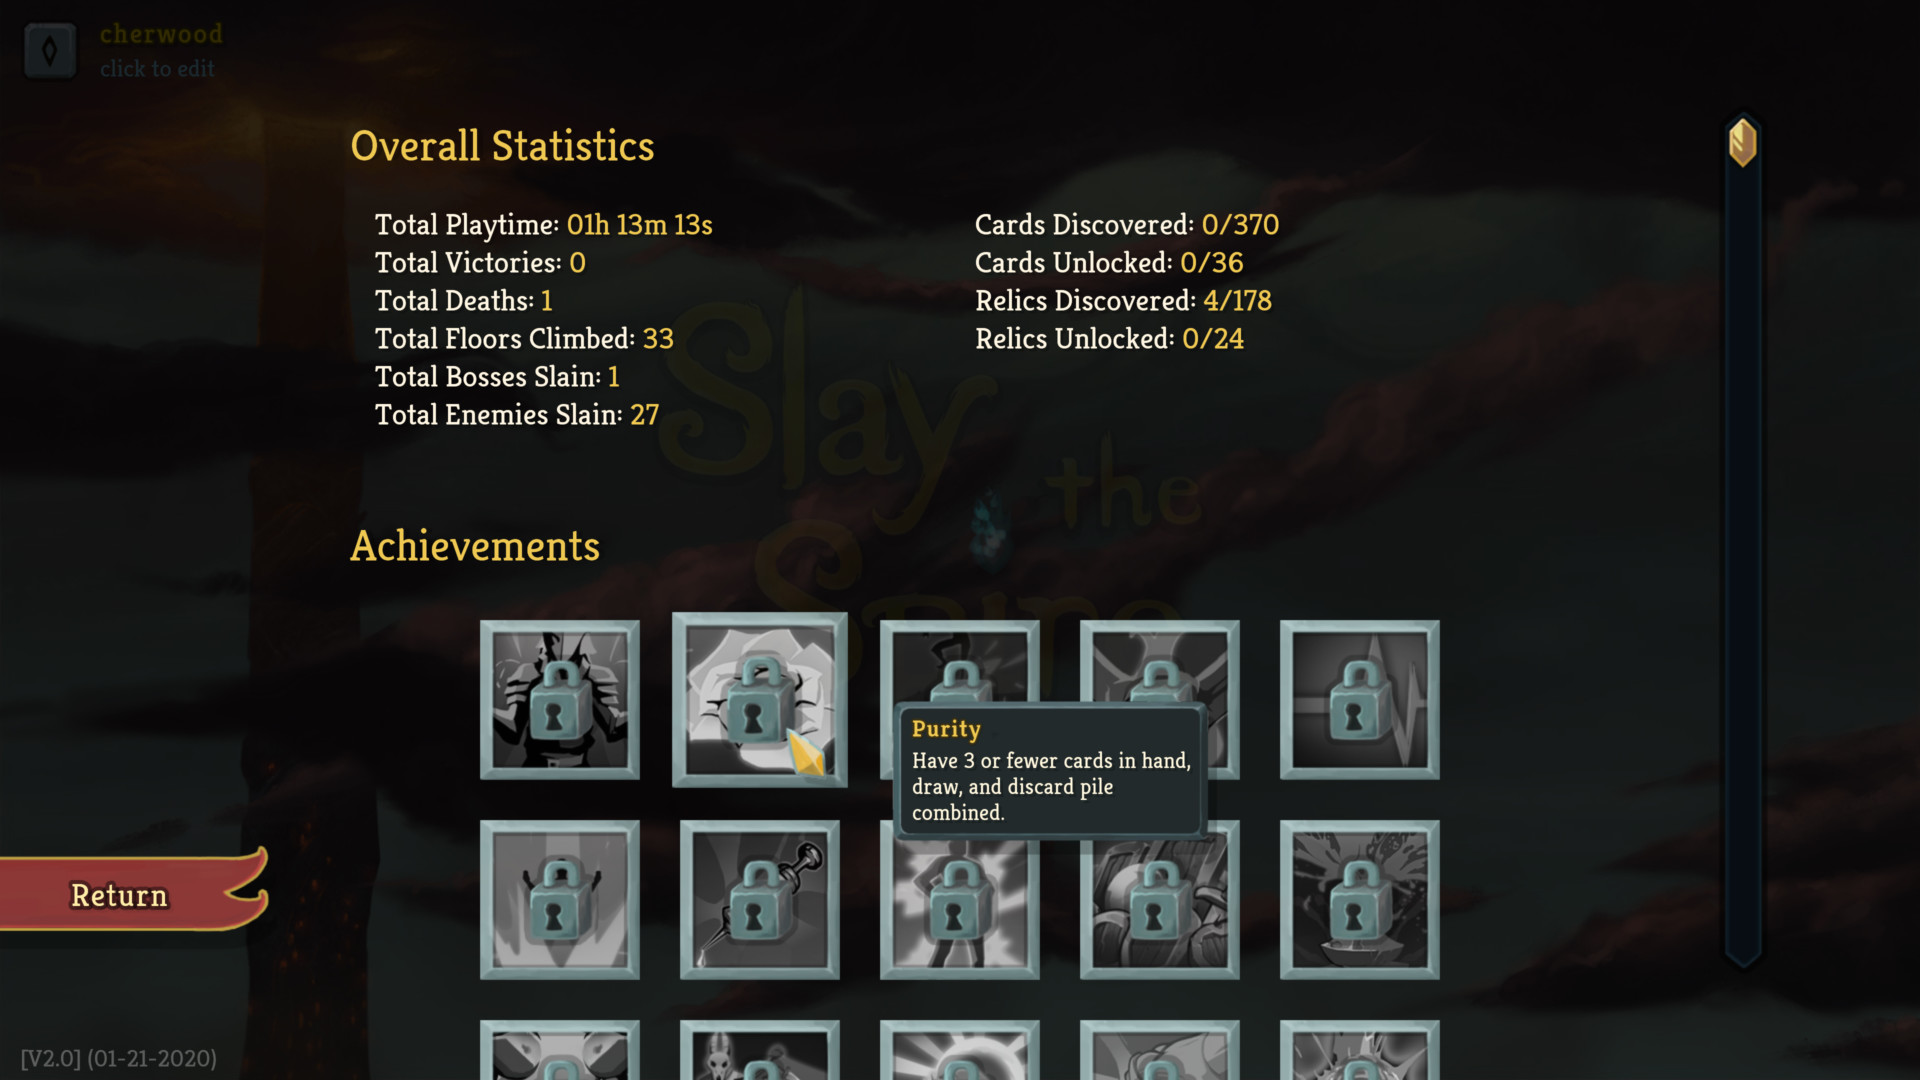 cherwood
click to edit
Overall Statistics
Total Playtime: 01h 13m 13s
Total Victories: 0
Total Deaths: 1
Total Floors Climbed: 33
Total Bosses Slain: 1
Total Enemies Slain: 27
Cards Discovered: 0/370
Cards Unlocked: 0/36
Relics Discovered: 4/178
Relics Unlocked: 0/24
Slay
the
Spire
Achievements
Purity
Have 3 or fewer cards in hand,
draw, and discard pile
combined.
Return
[V2.0] (01-21-2020)